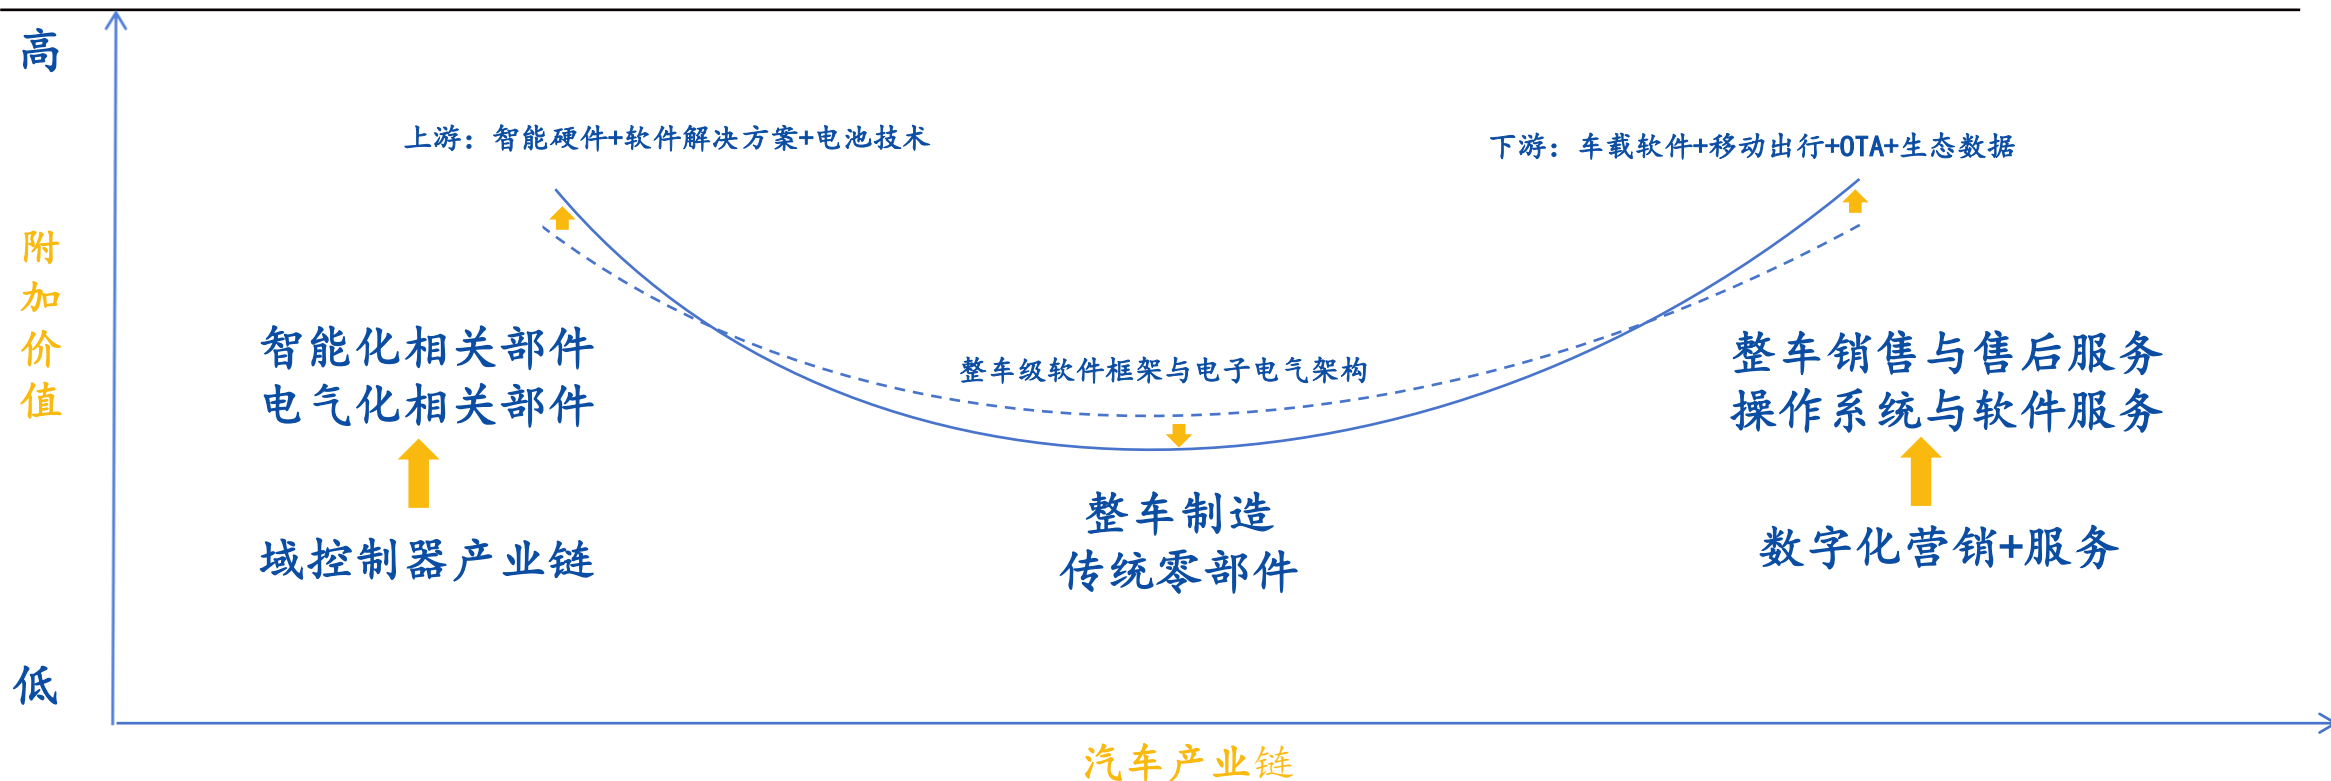 高
上游：智能硬件+软件解决方案+电池技术
下游：车载软件+移动出行+OTA+生态数据
附
加
价
值
智能化相关部件
电气化相关部件
整车级软件框架与电子电气架构
整车销售与售后服务
操作系统与软件服务
域控制器产业链
整车制造
传统零部件
数字化营销+服务
低
汽车产业链